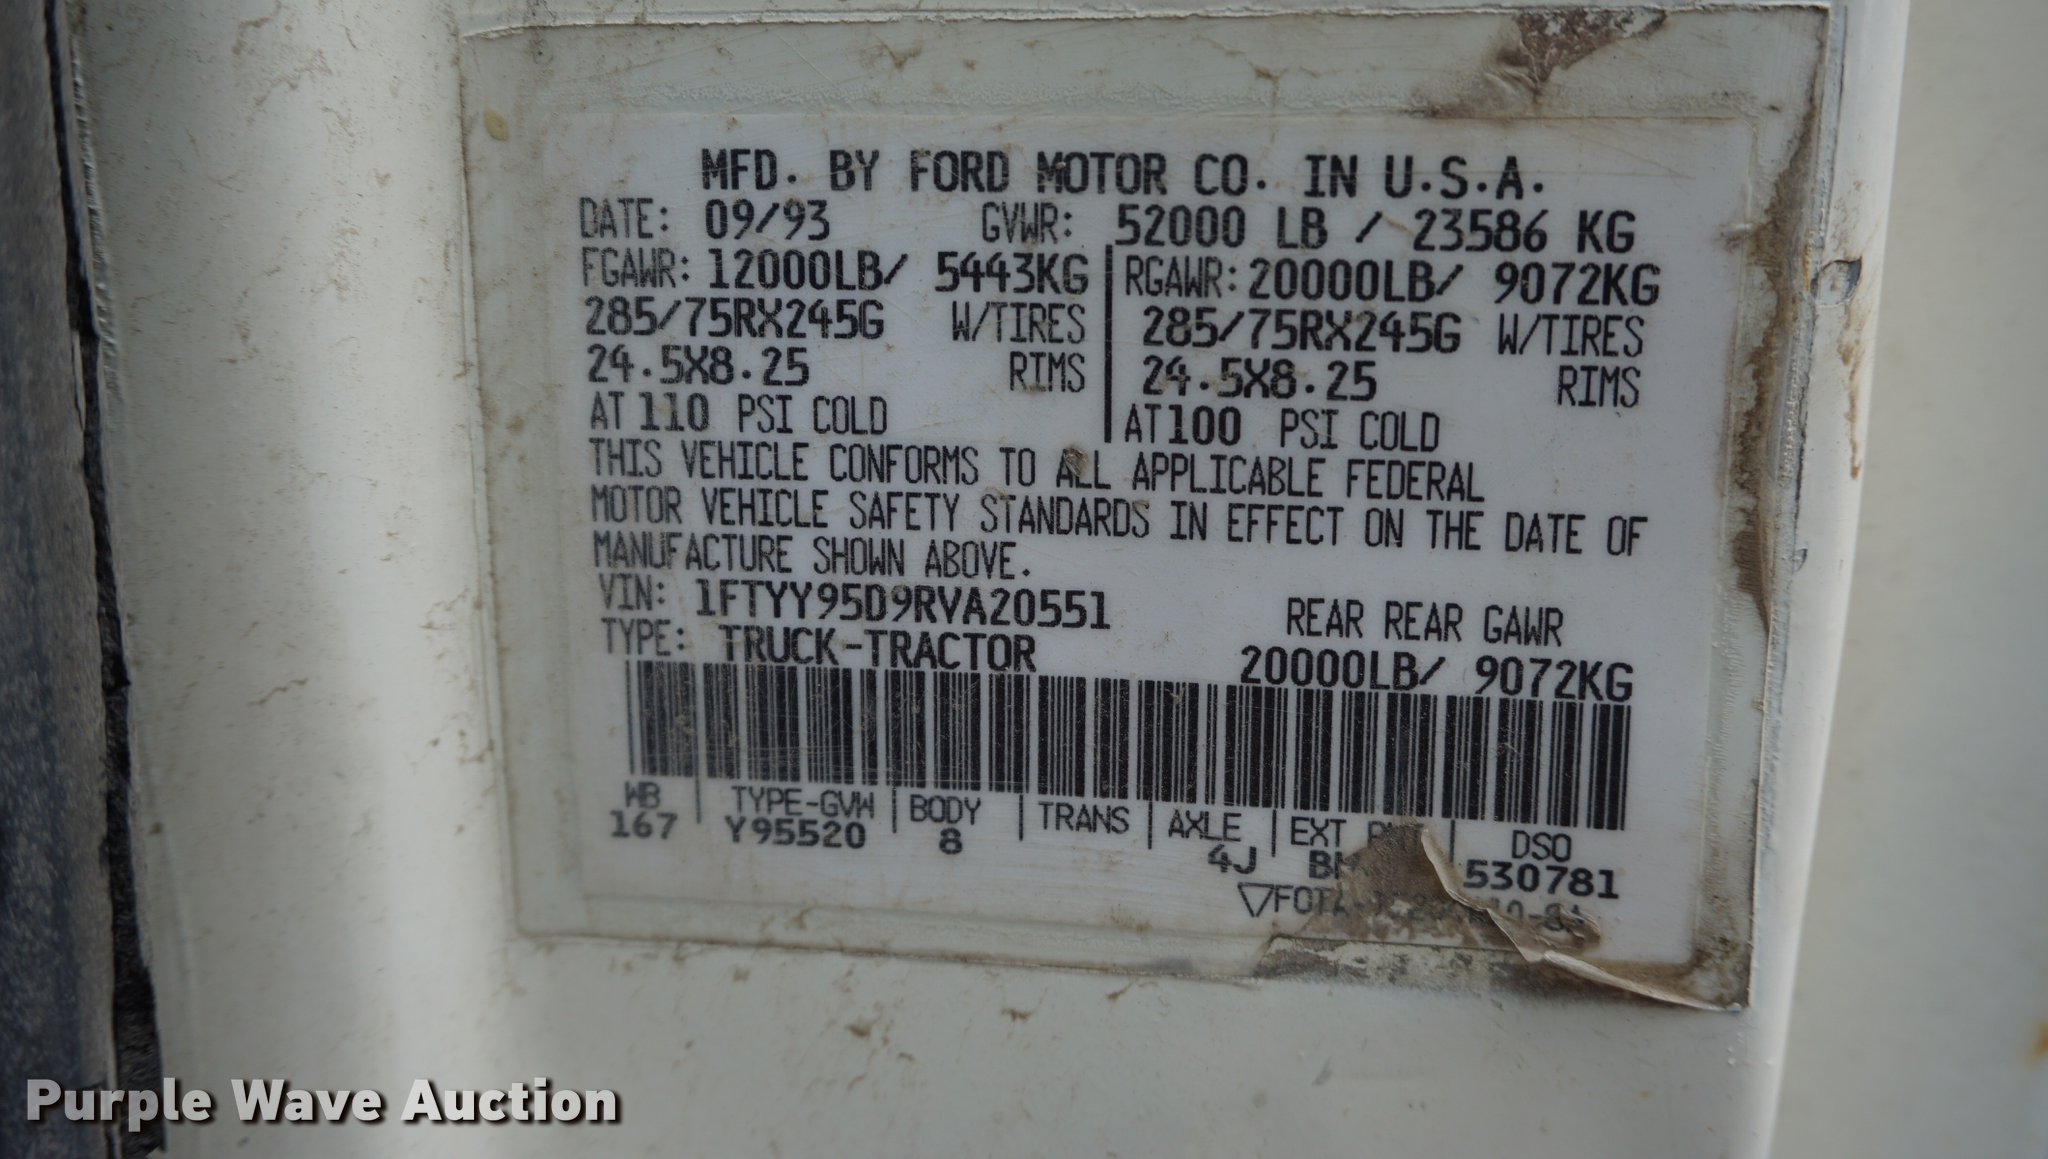 MFD. BY FORD MOTOR CO. IN U.S.A.
DATE: 09/93 GVWR: 52000 LB / 23586 KG
FGAWR: 12000LB/ 5443KG RGAWR: 20000LB/ 9072KG
285/75RX245G W/TIRES 285/75RX245G W/TIRES
24.5X8.25 RIMS 24.5X8.25 RIMS
AT 110 PSI COLD AT 100 PSI COLD
THIS VEHICLE CONFORMS TO ALL APPLICABLE FEDERAL
MOTOR VEHICLE SAFETY STANDARDS IN EFFECT ON THE DATE OF
MANUFACTURE SHOWN ABOVE.
VIN: 1FTYY95D9RVA20551 REAR REAR GAWR
TYPE: TRUCK-TRACTOR 20000LB/ 9072KG
WB TYPE-GVW BODY TRANS AXLE EXT DSO
167 Y95520 8 4J 530781
Purple Wave Auction